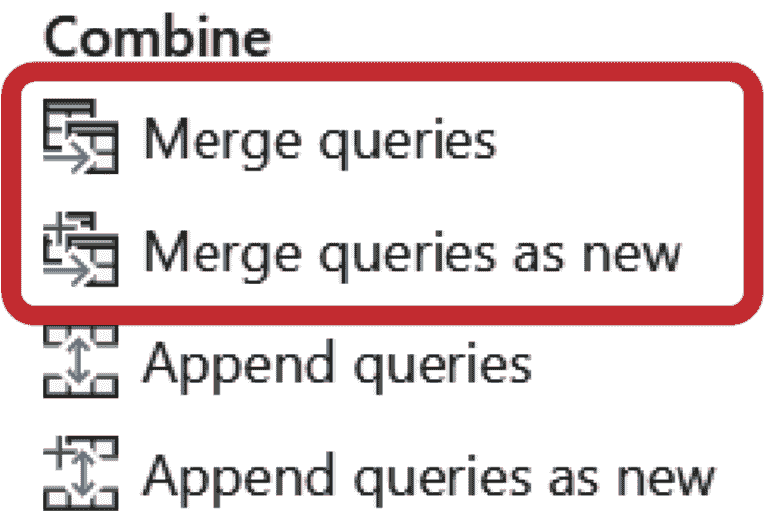 Combine
Merge queries
Merge queries as new
Append queries
Append queries as new